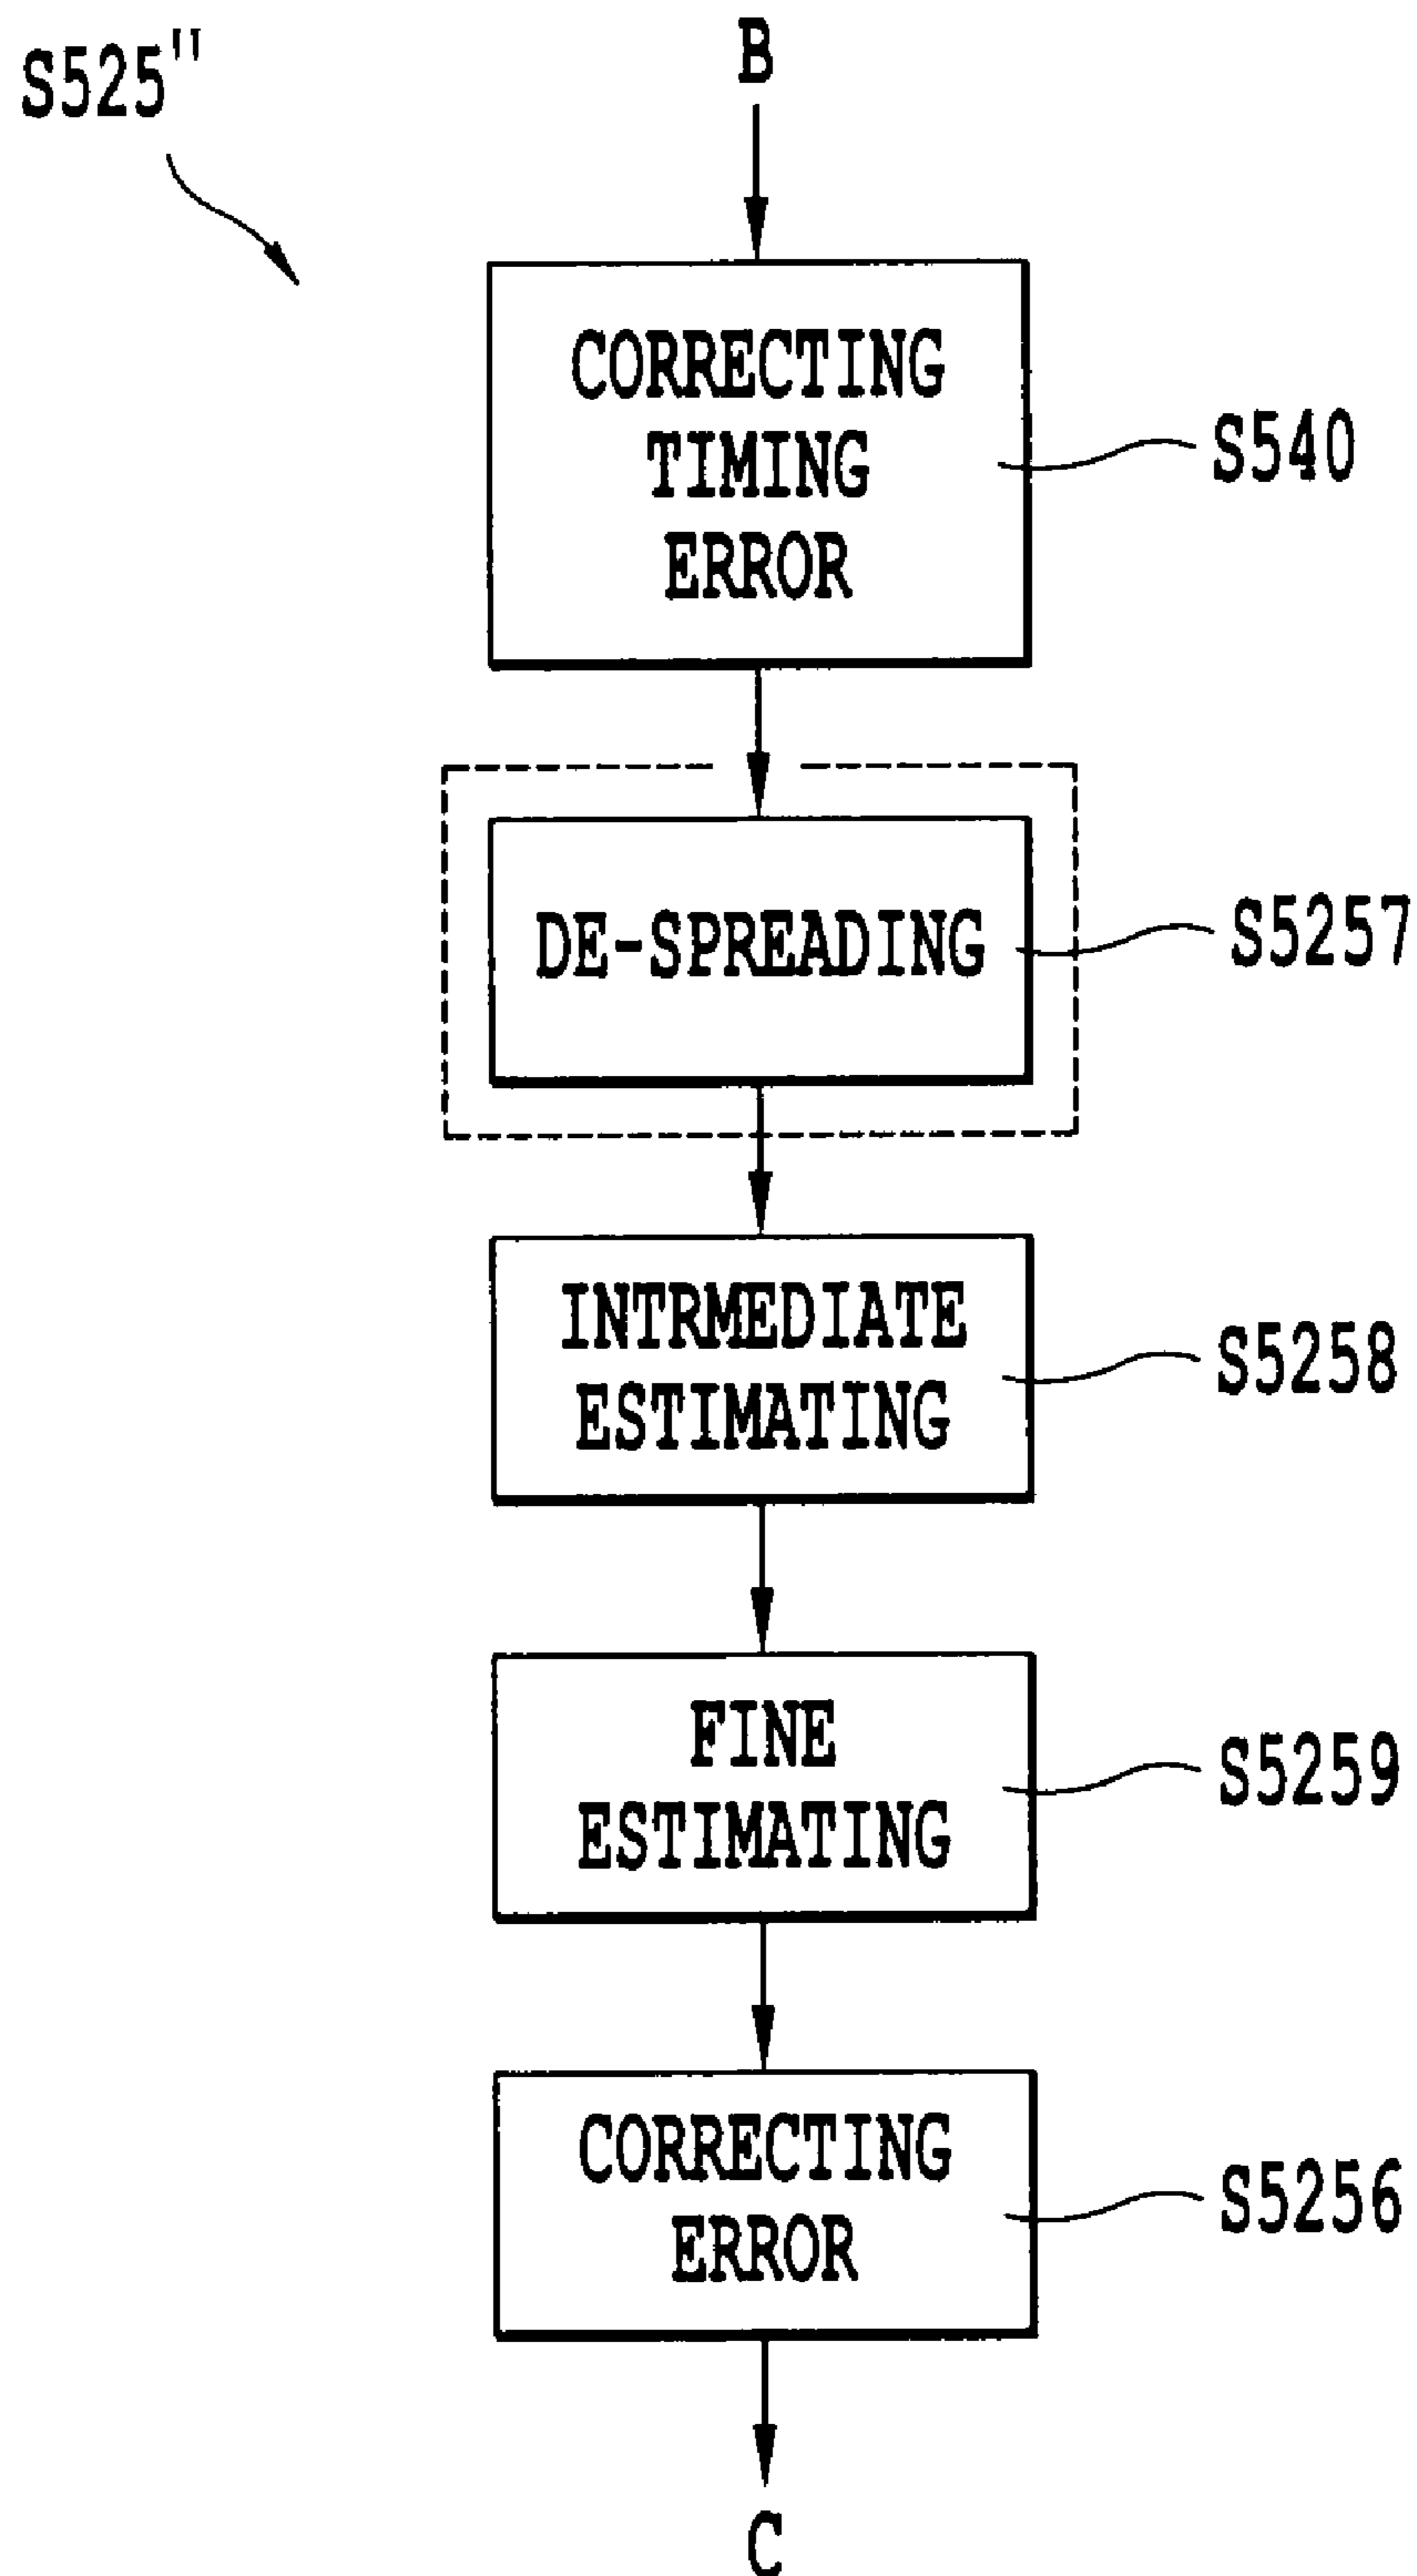 S525"
B
CORRECTING
TIMING
ERROR
S540
DE-SPREADING
S5257
INTRMEDIATE
ESTIMATING
S5258
FINE
ESTIMATING
S5259
CORRECTING
ERROR
S5256
C